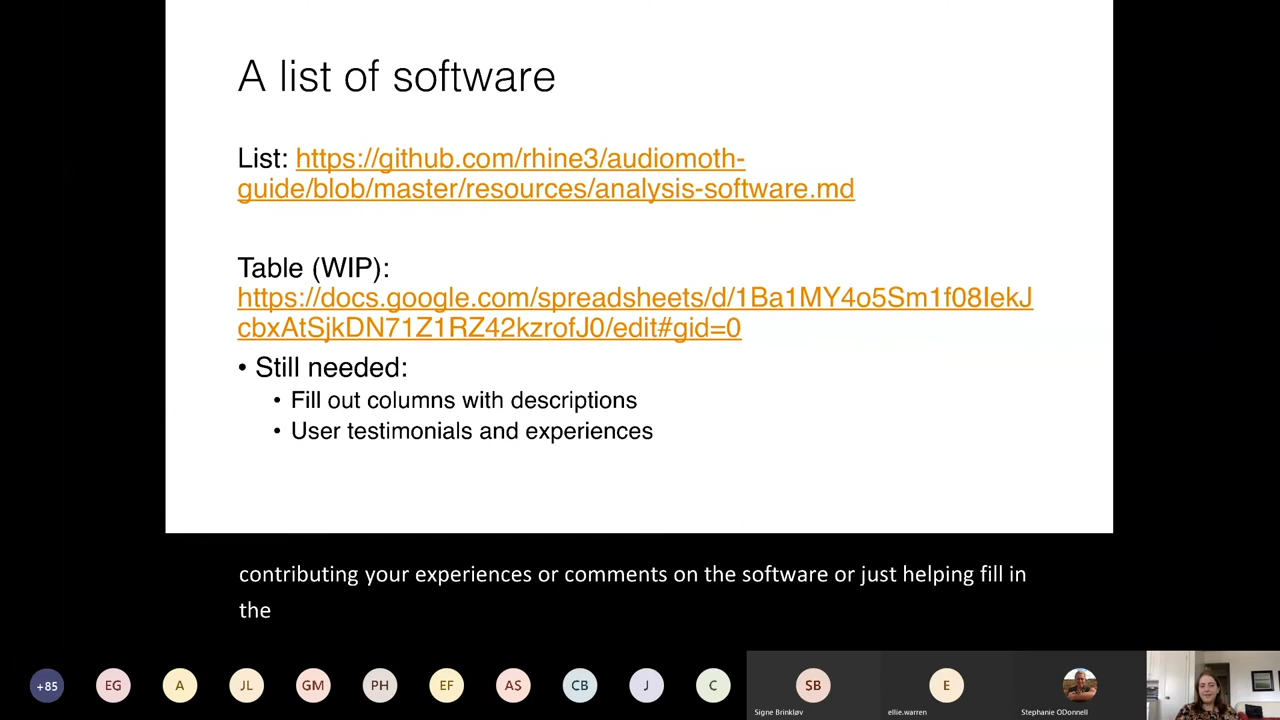 A list of software
List: https://github.com/rhine3/audiomoth-
guide/blob/master/resources/analysis-software.md
Table (WIP):
https://docs.google.com/spreadsheets/d/1Ba1MY4o5Sm1f08IekJ
cbxAtSjkDN71Z1RZ42kzrofJ0/edit#gid=0
• Still needed:
• Fill out columns with descriptions
• User testimonials and experiences
contributing your experiences or comments on the software or just helping fill in
the
+85 EG A JL GM PH EF AS CB J C SB E
Signe Brinkløv ellie.warren Stephanie ODonnell